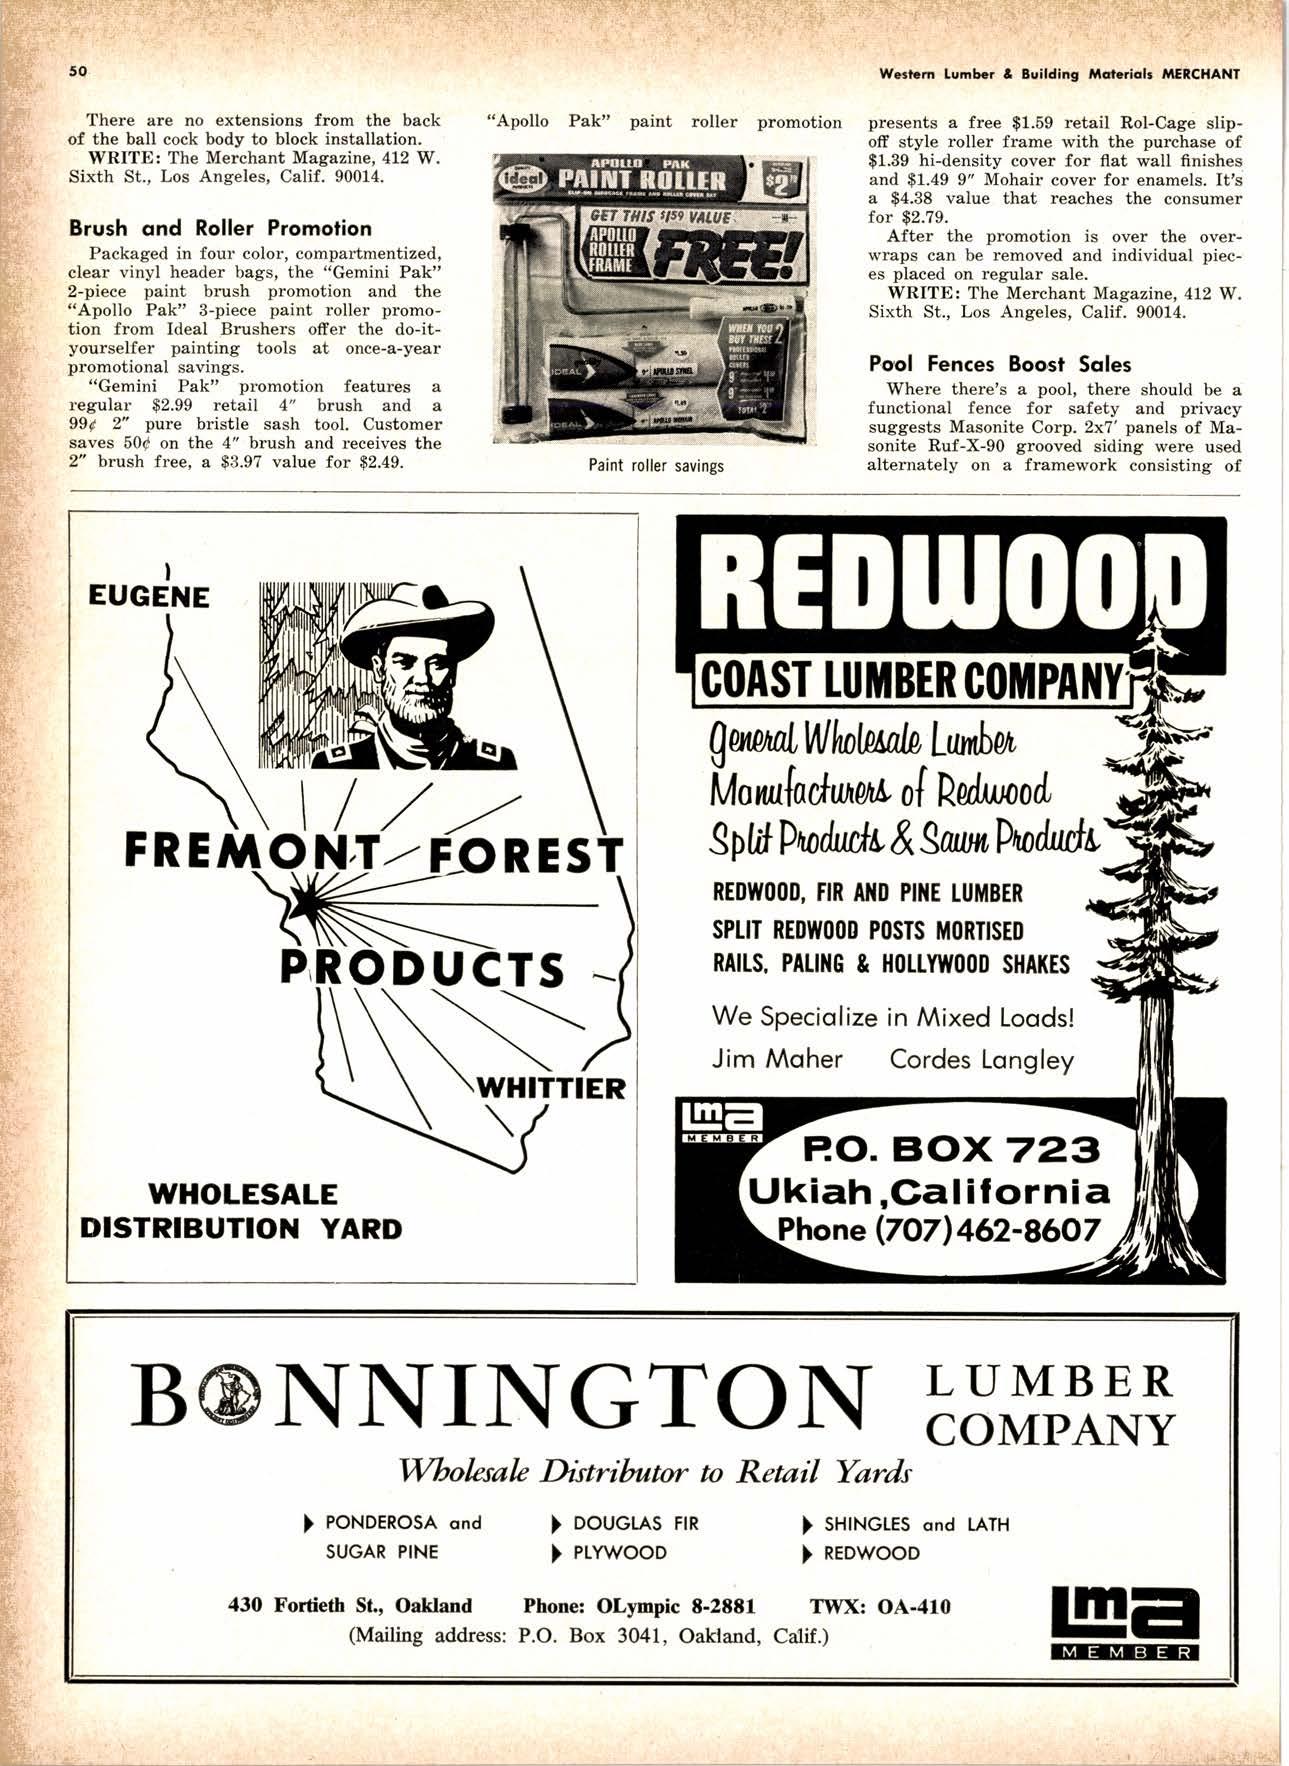 50
Western Lumber & Building Materials MERCHANT
There are no extensions from the back
of the ball cock body to block installation.
WRITE: The Merchant Magazine, 412 W.
Sixth St., Los Angeles, Calif. 90014.
Brush and Roller Promotion
Packaged in four color, compartmentized,
clear vinyl header bags, the “Gemini Pak”
2-piece paint brush promotion and the
“Apollo Pak” 3-piece paint roller promo-
tion from Ideal Brushers offer the do-it-
yourselfer painting tools at once-a-year
promotional savings.
“Gemini Pak” promotion features a
regular $2.99 retail 4″ brush and a
99¢ 2″ pure bristle sash tool. Customer
saves 50¢ on the 4″ brush and receives the
2″ brush free, a $3.97 value for $2.49.
“Apollo Pak” paint roller promotion
APOLLO PAK
ideal
PAINT ROLLER
GET THIS $1.59 VALUE
APOLLO
ROLLER
FRAME
FREE!
WHEN YOU
BUY THESE 2
PROFESSIONAL
ROLLER
COVERS
9"
9"
TOTAL
IDEAL
APOLLO SYNEL
IDEAL
APOLLO MOHAIR
Paint roller savings
presents a free $1.59 retail Rol-Cage slip-
off style roller frame with the purchase of
$1.39 hi-density cover for flat wall finishes
and $1.49 9″ Mohair cover for enamels. It's
a $4.38 value that reaches the consumer
for $2.79.
After the promotion is over the over-
wraps can be removed and individual piec-
es placed on regular sale.
WRITE: The Merchant Magazine, 412 W.
Sixth St., Los Angeles, Calif. 90014.
Pool Fences Boost Sales
Where there's a pool, there should be a
functional fence for safety and privacy
suggests Masonite Corp. 2x7′ panels of Ma-
sonite Ruf-X-90 grooved siding were used
alternately on a framework consisting of
EUGENE
FREMONT FOREST
PRODUCTS
WHITTIER
WHOLESALE
DISTRIBUTION YARD
REDWOOD
COAST LUMBER COMPANY
General Wholesale Lumber
Manufacturers of Redwood
Split Products & Sawn Products
REDWOOD, FIR AND PINE LUMBER
SPLIT REDWOOD POSTS MORTISED
RAILS, PALING & HOLLYWOOD SHAKES
We Specialize in Mixed Loads!
Jim Maher Cordes Langley
Lma
MEMBER
P.O. BOX 723
Ukiah, California
Phone (707) 462-8607
BONNINGTON LUMBER
COMPANY
Wholesale Distributor to Retail Yards
PONDEROSA and
SUGAR PINE
DOUGLAS FIR
PLYWOOD
SHINGLES and LATH
REDWOOD
430 Fortieth St., Oakland Phone: OLympic 8-2881 TWX: OA-410
(Mailing address: P.O. Box 3041, Oakland, Calif.)
Lma
MEMBER